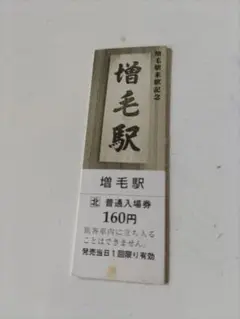 増毛駅来駅記念
増毛駅
増毛駅
北 普通入場券
160円
旅客車内に立ち入る
ことはできません。
発売当日1回限り有効